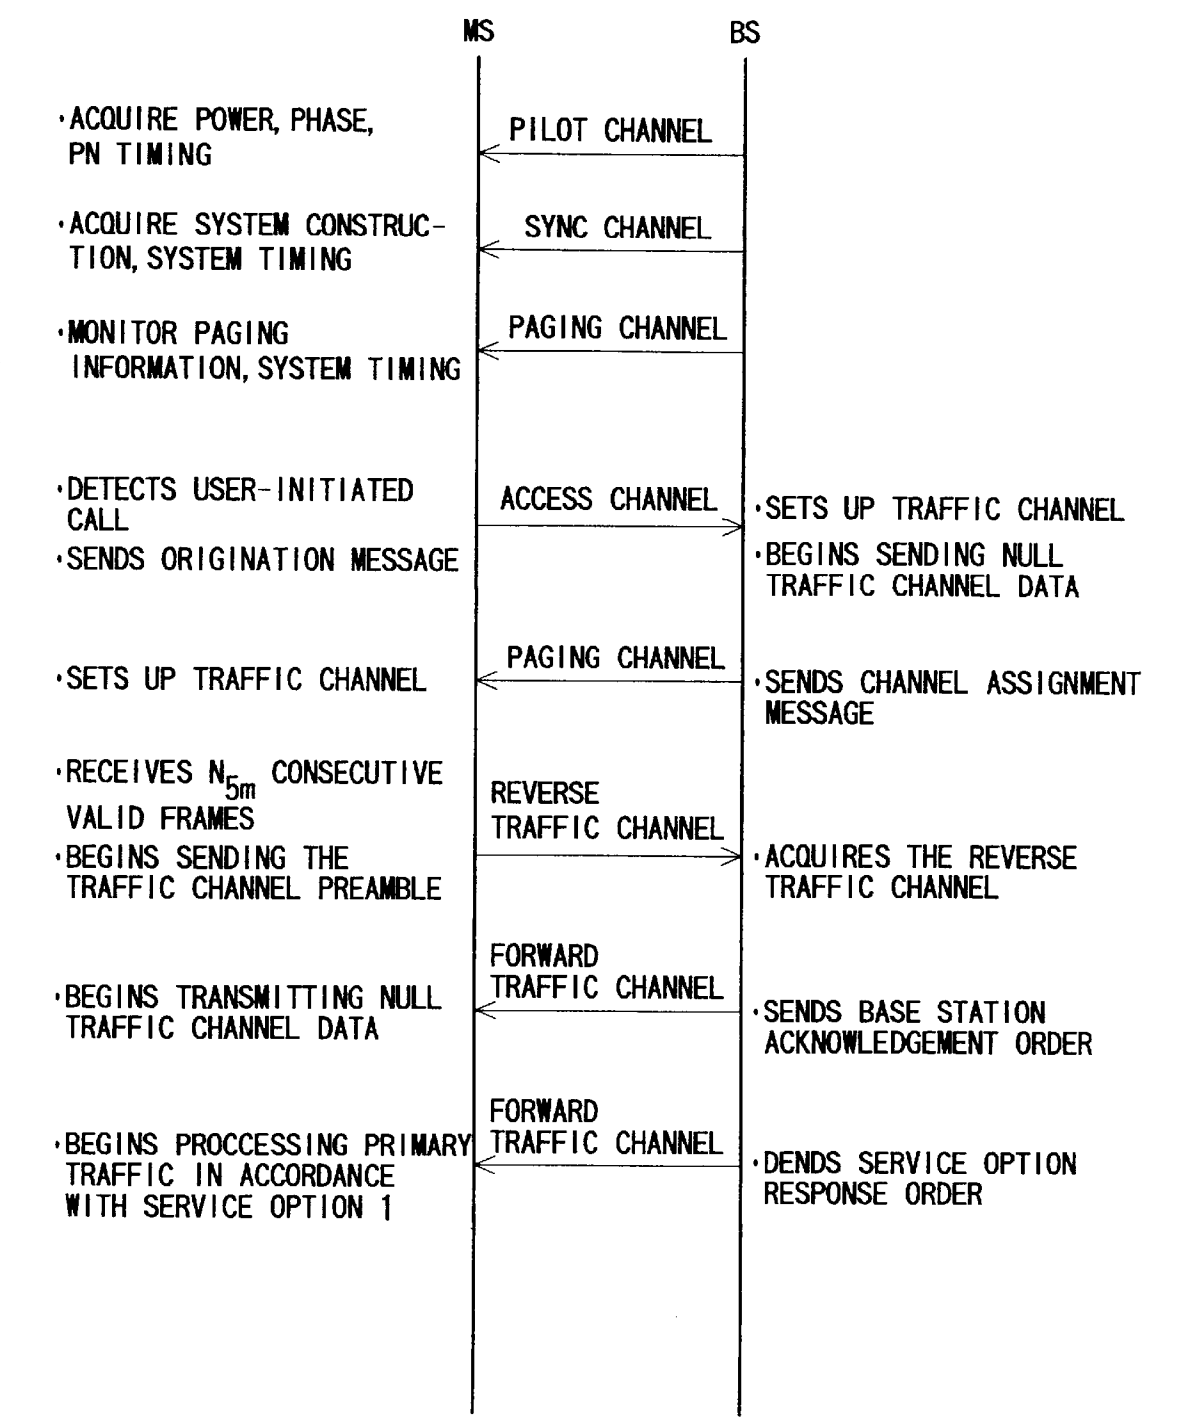 MS BS
·ACQUIRE POWER, PHASE,
PN TIMING
PILOT CHANNEL
·ACQUIRE SYSTEM CONSTRUC-
TION, SYSTEM TIMING
SYNC CHANNEL
·MONITOR PAGING
INFORMATION, SYSTEM TIMING
PAGING CHANNEL
·DETECTS USER-INITIATED
CALL
·SENDS ORIGINATION MESSAGE
ACCESS CHANNEL
·SETS UP TRAFFIC CHANNEL
·BEGINS SENDING NULL
TRAFFIC CHANNEL DATA
·SETS UP TRAFFIC CHANNEL
PAGING CHANNEL
·SENDS CHANNEL ASSIGNMENT
MESSAGE
·RECEIVES N5m CONSECUTIVE
VALID FRAMES
·BEGINS SENDING THE
TRAFFIC CHANNEL PREAMBLE
REVERSE
TRAFFIC CHANNEL
·ACQUIRES THE REVERSE
TRAFFIC CHANNEL
·BEGINS TRANSMITTING NULL
TRAFFIC CHANNEL DATA
FORWARD
TRAFFIC CHANNEL
·SENDS BASE STATION
ACKNOWLEDGEMENT ORDER
·BEGINS PROCCESSING PRIMARY
TRAFFIC IN ACCORDANCE
WITH SERVICE OPTION 1
FORWARD
TRAFFIC CHANNEL
·DENDS SERVICE OPTION
RESPONSE ORDER